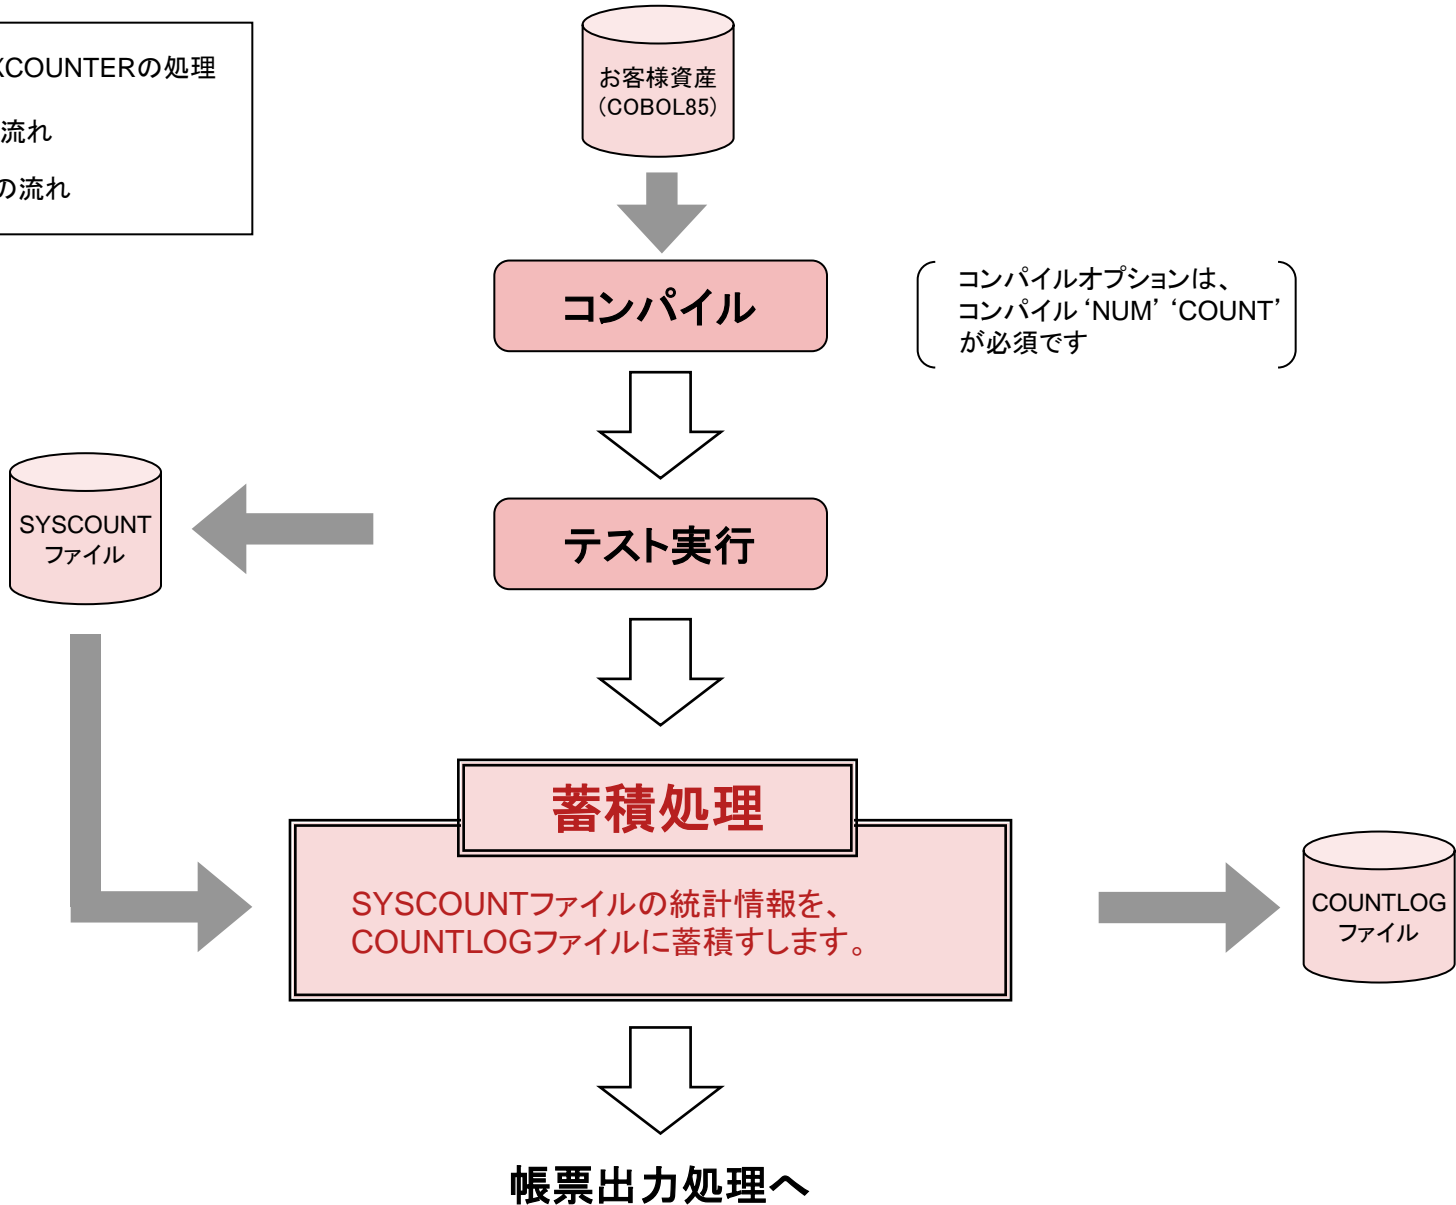 COUNTERの処理
流れ
の流れ
お客様資産
(COBOL85)
コンパイル
コンパイルオプションは、
コンパイル‘NUM’ ‘COUNT’
が必須です
SYSCOUNT
ファイル
テスト実行
蓄積処理
SYSCOUNTファイルの統計情報を、
COUNTLOGファイルに蓄積すします。
COUNTLOG
ファイル
帳票出力処理へ